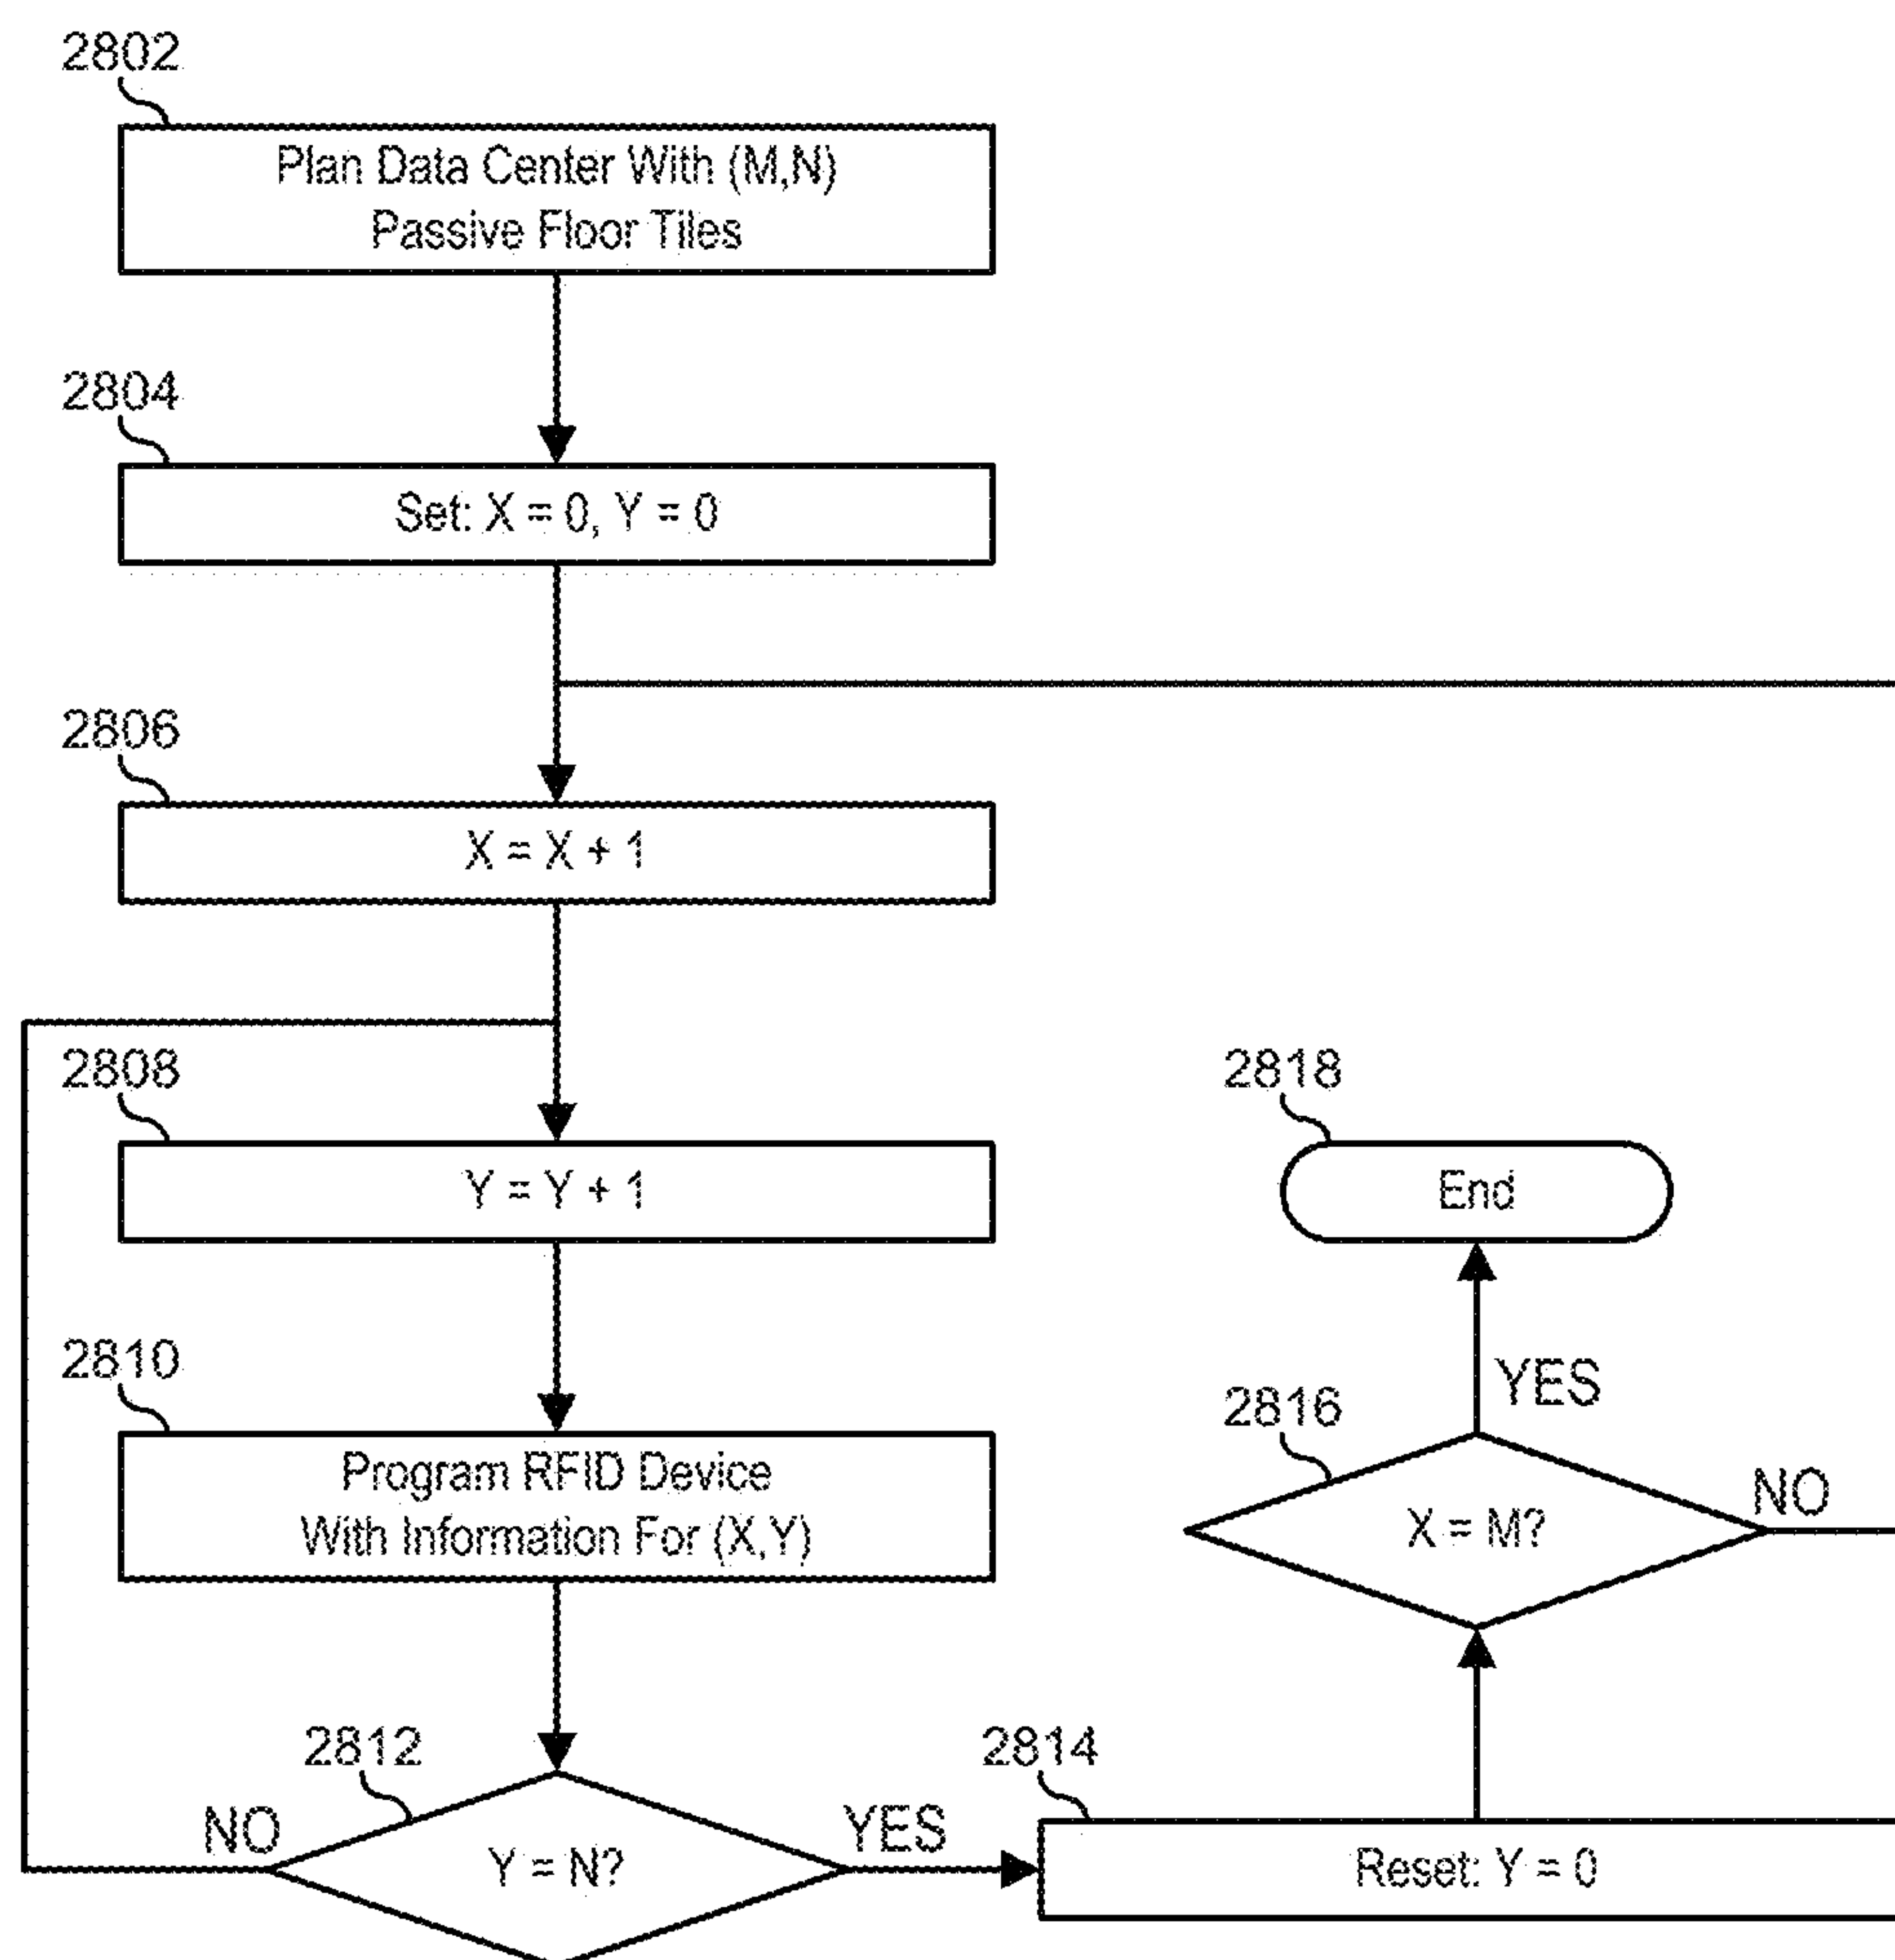 2802
Plan Data Center With (M,N)
Passive Floor Tiles
2804
Set: X = 0, Y = 0
2806
X = X + 1
2808
Y = Y + 1
2810
Program RFID Device
With Information For (X,Y)
2812
NO
Y = N?
YES
2814
Reset: Y = 0
2816
X = M?
NO
YES
2818
End